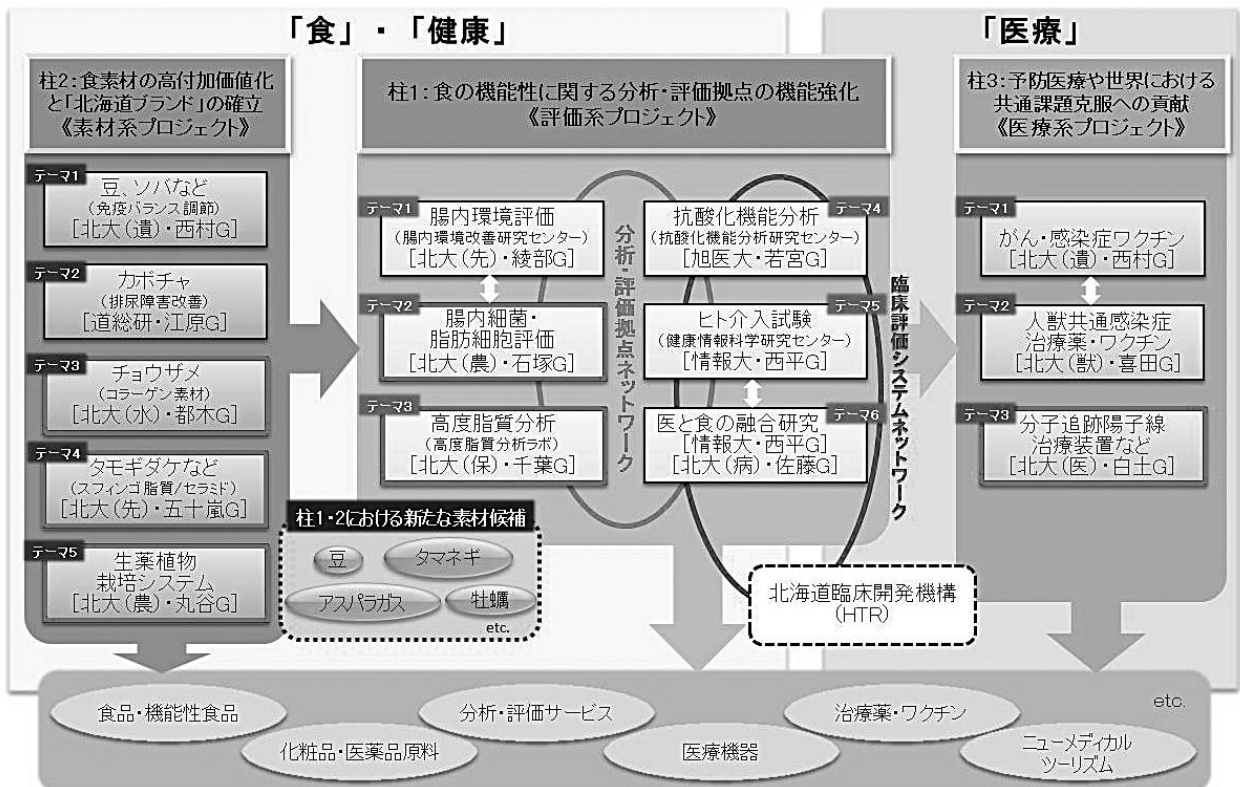 「食」・「健康」
「医療」
柱2：食素材の高付加価値化
と「北海道ブランド」の確立
《素材系プロジェクト》
テーマ1
豆、ソバなど
(免疫バランス調節)
[北大(遺)・西村G]
テーマ2
カボチャ
(排尿障害改善)
[道総研・江原G]
テーマ3
チョウザメ
(コラーゲン素材)
[北大(水)・都木G]
テーマ4
タモギダケなど
(スフィンゴ脂質/セラミド)
[北大(先)・五十嵐G]
テーマ5
生薬植物
栽培システム
[北大(農)・丸谷G]
柱1：食の機能性に関する分析・評価拠点の機能強化
《評価系プロジェクト》
テーマ1
腸内環境評価
(腸内環境改善研究センター)
[北大(先)・綾部G]
テーマ2
腸内細菌・
脂肪細胞評価
[北大(農)・石塚G]
テーマ3
高度脂質分析
(高度脂質分析ラボ)
[北大(保)・千葉G]
分析・評価拠点ネットワーク
テーマ4
抗酸化機能分析
(抗酸化機能分析研究センター)
[旭医大・若宮G]
テーマ5
ヒト介入試験
(健康情報科学研究センター)
[情報大・西平G]
テーマ6
医と食の融合研究
[情報大・西平G]
[北大(病)・佐藤G]
臨床評価システムネットワーク
柱1・2における新たな素材候補
豆
タマネギ
アスパラガス
牡蠣
etc.
北海道臨床開発機構
(HTR)
柱3：予防医療や世界における
共通課題克服への貢献
《医療系プロジェクト》
テーマ1
がん・感染症ワクチン
[北大(遺)・西村G]
テーマ2
人獣共通感染症
治療薬・ワクチン
[北大(獣)・喜田G]
テーマ3
分子追跡陽子線
治療装置など
[北大(医)・白土G]
食品・機能性食品
分析・評価サービス
治療薬・ワクチン
etc.
化粧品・医薬品原料
医療機器
ニューメディカル
ツーリズム